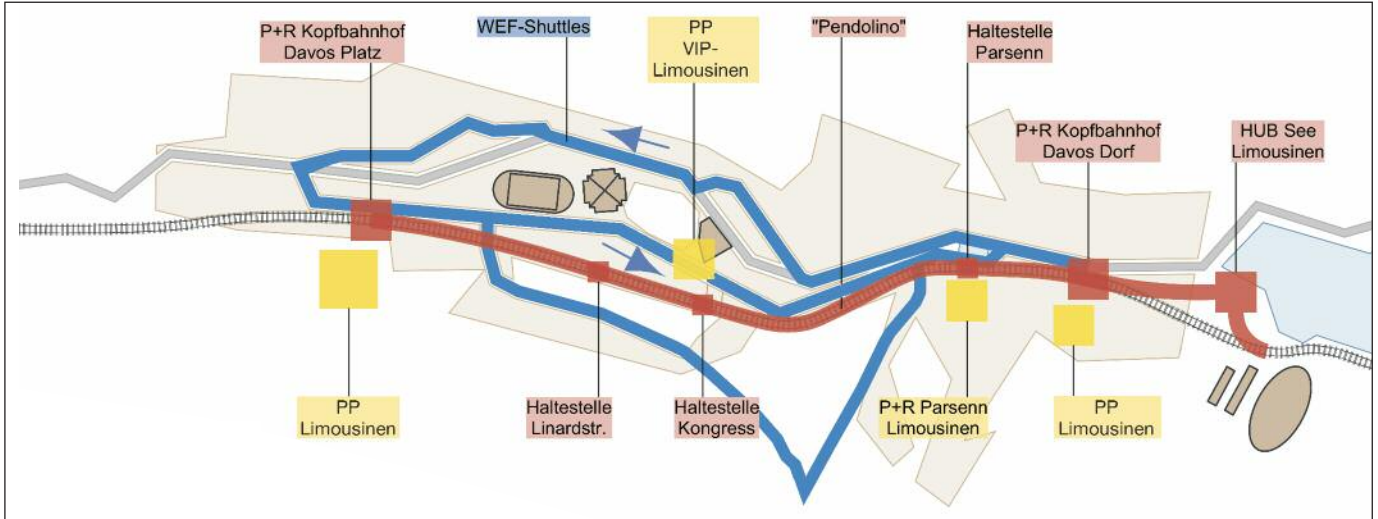 P+R Kopfbahnhof
Davos Platz
WEF-Shuttles
PP
VIP-
Limousinen
"Pendolino"
Haltestelle
Parsenn
P+R Kopfbahnhof
Davos Dorf
HUB See
Limousinen
PP
Limousinen
Haltestelle
Linardstr.
Haltestelle
Kongress
P+R Parsenn
Limousinen
PP
Limousinen